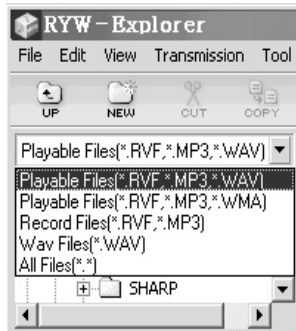 RYW-Explorer
File Edit View Transmission Tool
UP NEW CUT COPY
Playable Files(*.RVF,*.MP3,*.WAV)
Playable Files(*.RVF,*.MP3,*.WAV)
Playable Files(*.RVF,*.MP3,*.WMA)
Record Files(*.RVF,*.MP3)
Wav Files(*.WAV)
All Files(*.*)
SHARP